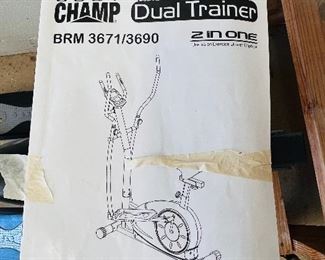 CHAMP
Dual Trainer
BRM 3671/3690
2 IN ONE